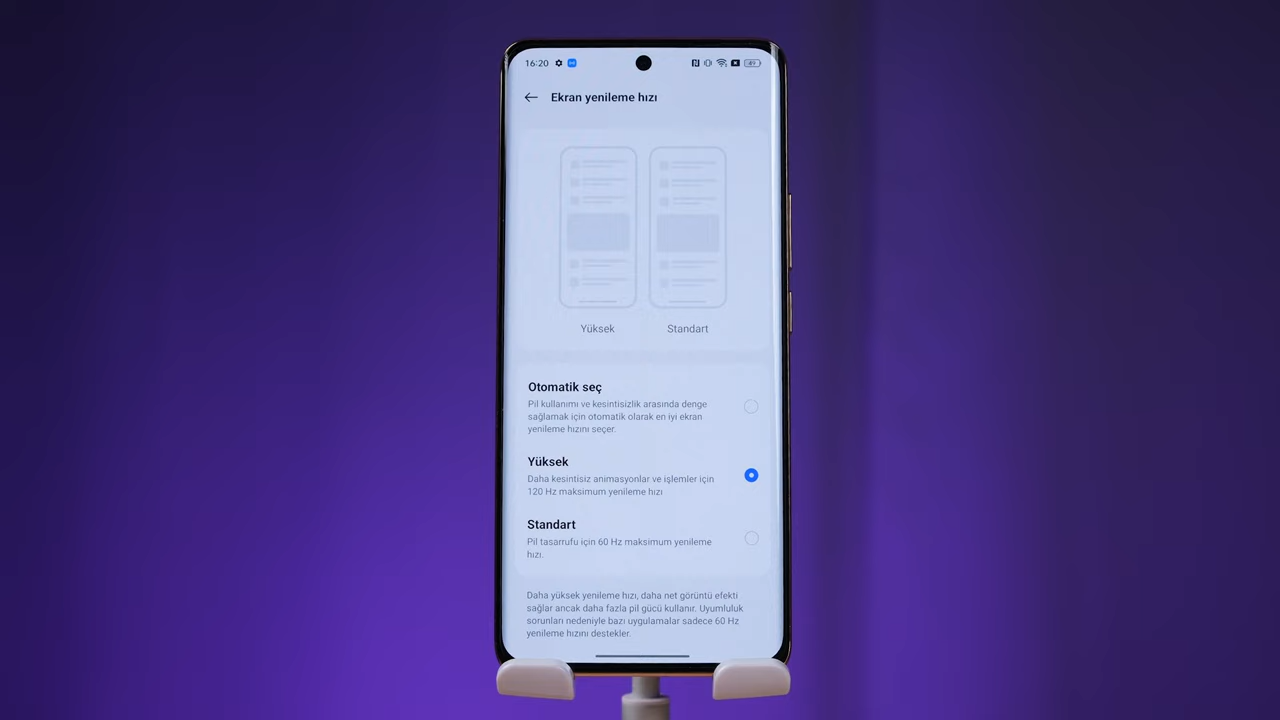 16:20
Ekran yenileme hızı
Yüksek
Standart
Otomatik seç
Pil kullanımı ve kesintisizlik arasında denge
sağlamak için otomatik olarak en iyi ekran
yenileme hızını seçer.
Yüksek
Daha kesintisiz animasyonlar ve işlemler için
120 Hz maksimum yenileme hızı
Standart
Pil tasarrufu için 60 Hz maksimum yenileme
hızı.
Daha yüksek yenileme hızı, daha net görüntü efekti
sağlar ancak daha fazla pil gücü kullanır. Uyumluluk
sorunları nedeniyle bazı uygulamalar sadece 60 Hz
yenileme hızını destekler.